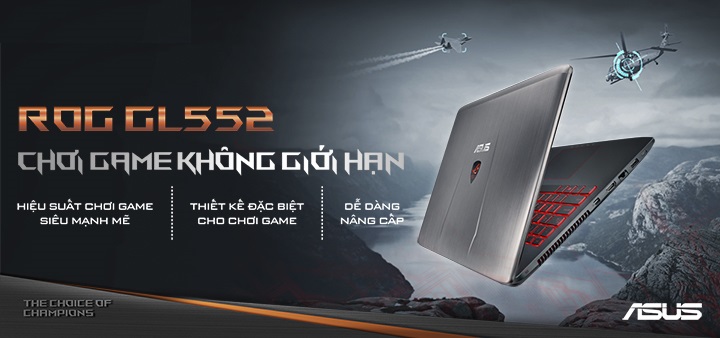 ROG GL552
CHƠI GAME KHÔNG GIỚI HẠN
HIỆU SUẤT CHƠI GAME
SIÊU MẠNH MẼ
THIẾT KẾ ĐẶC BIỆT
CHO CHƠI GAME
DỄ DÀNG
NÂNG CẤP
ASUS
THE CHOICE OF
CHAMPIONS
ASUS